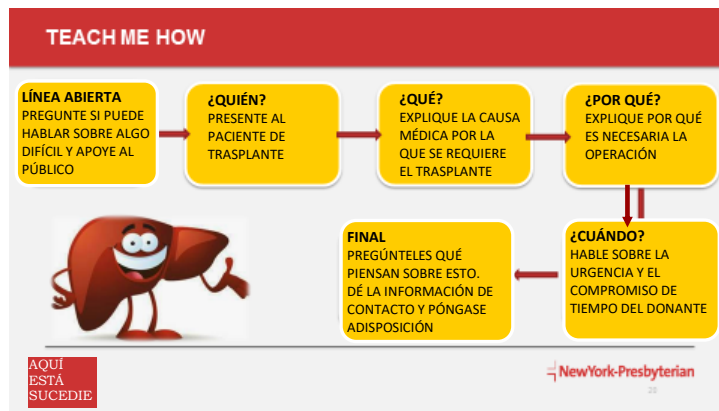 TEACH ME HOW
LÍNEA ABIERTA
PREGUNTE SI PUEDE
HABLAR SOBRE ALGO
DIFÍCIL Y APOYE AL
PÚBLICO
¿QUIÉN?
PRESENTE AL
PACIENTE DE
TRASPLANTE
¿QUÉ?
EXPLIQUE LA CAUSA
MÉDICA POR LA
QUE SE REQUIERE
EL TRASPLANTE
¿POR QUÉ?
EXPLIQUE POR QUÉ
ES NECESARIA LA
OPERACIÓN
¿CUÁNDO?
HABLE SOBRE LA
URGENCIA Y EL
COMPROMISO DE
TIEMPO DEL DONANTE
FINAL
PREGÚNTELES QUÉ
PIENSAN SOBRE ESTO.
DÉ LA INFORMACIÓN DE
CONTACTO Y PÓNGASE
ADISPOSICIÓN
AQUÍ
ESTÁ
SUCEDIE
NewYork-Presbyterian
28